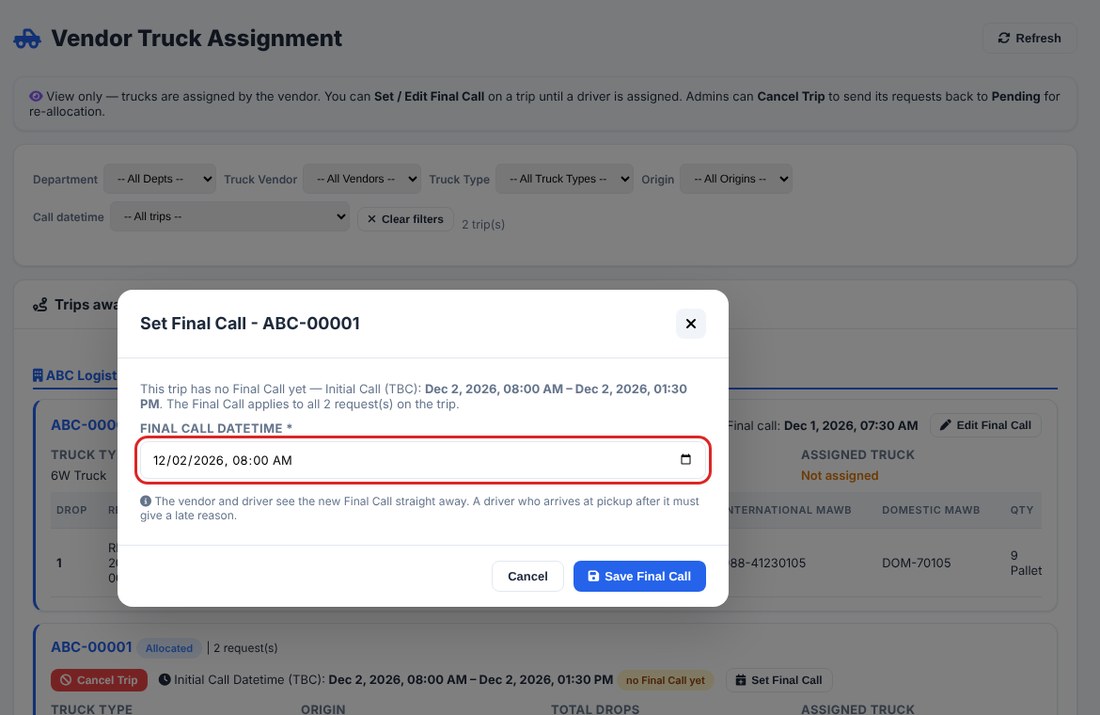 Vendor Truck Assignment
Refresh
View only — trucks are assigned by the vendor. You can Set / Edit Final Call on a trip until a driver is assigned. Admins can Cancel Trip to send its requests back to Pending for
re-allocation.
Department -- All Depts -- Truck Vendor -- All Vendors -- Truck Type -- All Truck Types -- Origin -- All Origins --
Call datetime -- All trips -- Clear filters 2 trip(s)
Trips
Set Final Call - ABC-00001
This trip has no Final Call yet — Initial Call (TBC): Dec 2, 2026, 08:00 AM – Dec 2, 2026, 01:30
PM. The Final Call applies to all 2 request(s) on the trip.
FINAL CALL DATETIME *
12/02/2026, 08:00 AM
The vendor and driver see the new Final Call straight away. A driver who arrives at pickup after it must
give a late reason.
Cancel Save Final Call
ABC
Final call: Dec 1, 2026, 07:30 AM Edit Final Call
ASSIGNED TRUCK
6W Truck Not assigned
DROP INTERNATIONAL MAWB DOMESTIC MAWB QTY
1 DOM-70105 9
Pallet
ABC-00001 Allocated | 2 request(s)
Cancel Trip Initial Call Datetime (TBC): Dec 2, 2026, 08:00 AM – Dec 2, 2026, 01:30 PM no Final Call yet Set Final Call
TRUCK TYPE ORIGIN TOTAL DROPS ASSIGNED TRUCK